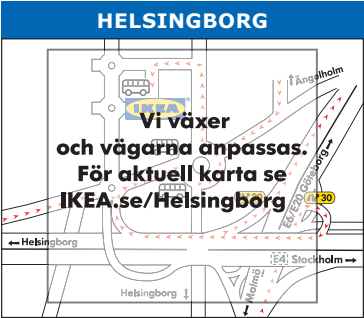 HELSINGBORG
Ängelholm
IKEA
Vi växer
och vägarna anpassas.
För aktuell karta se
IKEA.se/Helsingborg
30
30
E6/E20 Göteborg
Helsingborg
E4 Stockholm
Helsingborg
Malmö